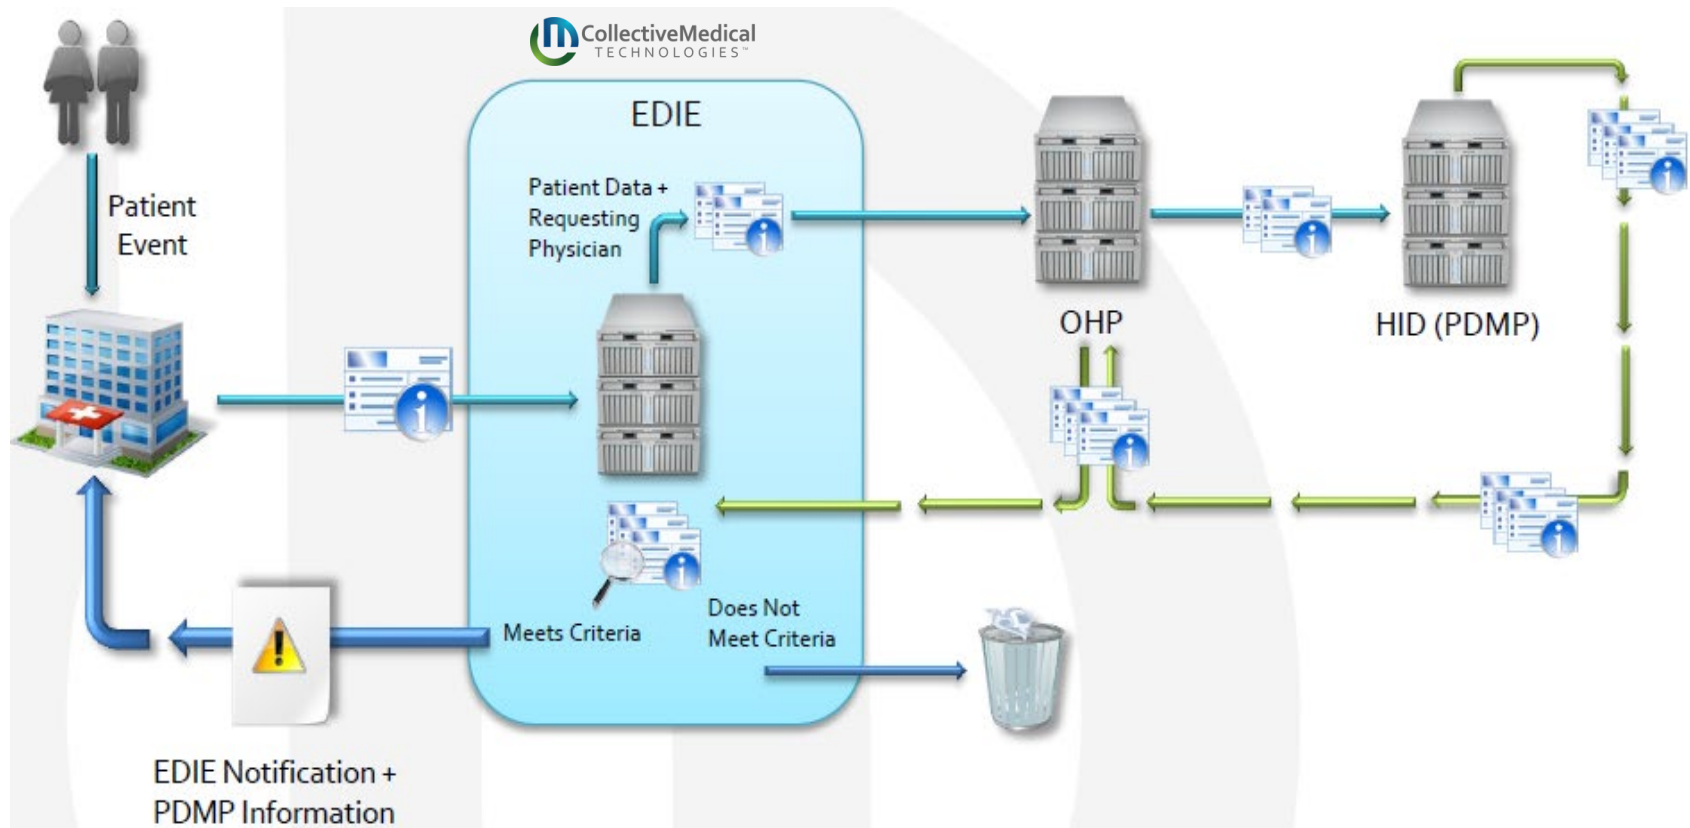 CollectiveMedical
TECHNOLOGIES™
EDIE
Patient Data +
Requesting
Physician
Patient
Event
OHP
HID (PDMP)
Meets Criteria
Does Not
Meet Criteria
EDIE Notification +
PDMP Information